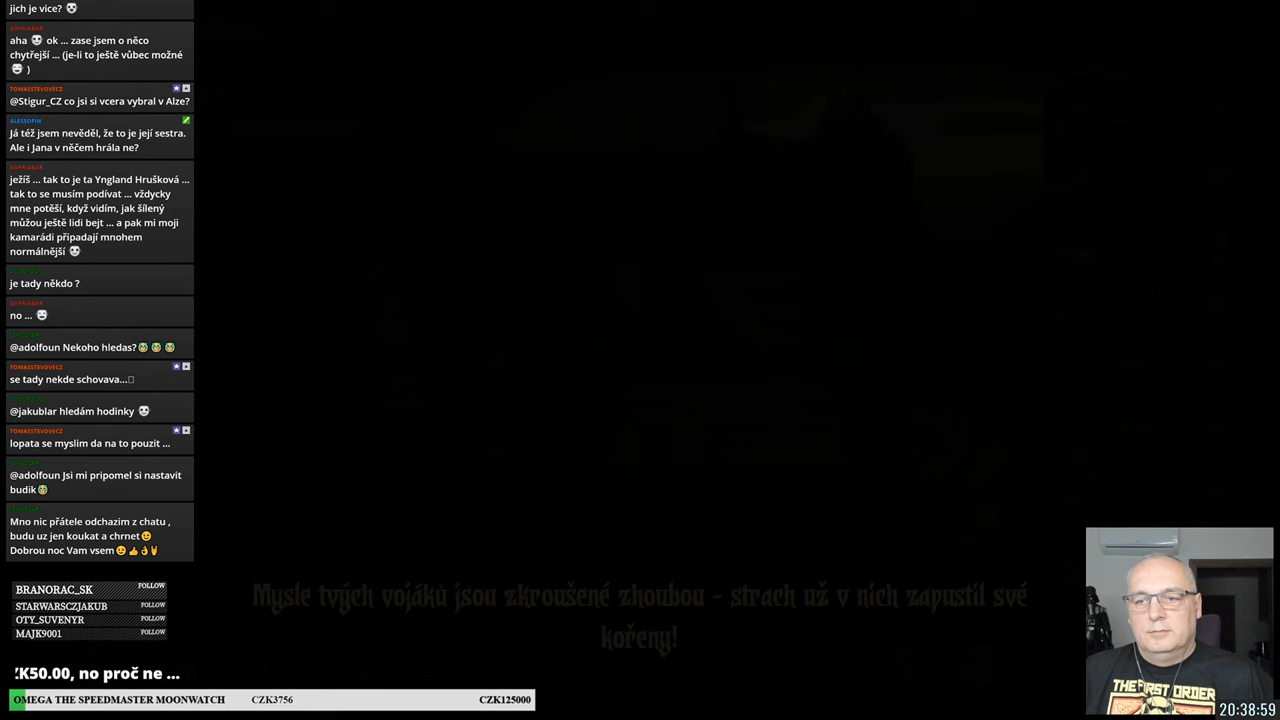 jich je vice?
aha ok ... zase jsem o něco
chytřejší ... (je-li to ještě vůbec možné
)
TOMASSTEVOVECZ
@Stigur_CZ co jsi si vcera vybral v Alze?
ALESSOFIN
Já též jsem nevěděl, že to je její sestra.
Ale i Jana v něčem hrála ne?
ježíš ... tak to je ta Yngland Hrušková ...
tak to se musím podívat ... vždycky
mne potěší, když vidím, jak šílený
můžou ještě lidi bejt ... a pak mi moji
kamarádi připadají mnohem
normálnější
je tady někdo ?
no ...
@adolfoun Nekoho hledas?
TOMASSTEVOVECZ
se tady nekde schovava...
@jakublar hledám hodinky
TOMASSTEVOVECZ
lopata se myslim da na to pouzit ...
@adolfoun Jsi mi pripomel si nastavit
budik
Mno nic přátele odchazim z chatu ,
budu uz jen koukat a chrnet
Dobrou noc Vam vsem
BRANORAC_SK FOLLOW
STARWARSCZJAKUB FOLLOW
OTY_SUVENYR FOLLOW
MAJK9001 FOLLOW
Mysle tvých vojáků jsou zkroušené zhoubou - strach už v nich zapustil své
kořeny!
ZK50.00, no proč ne ...
OMEGA THE SPEEDMASTER MOONWATCH CZK3756 CZK125000
THE FIRST ORDER
20:38:59